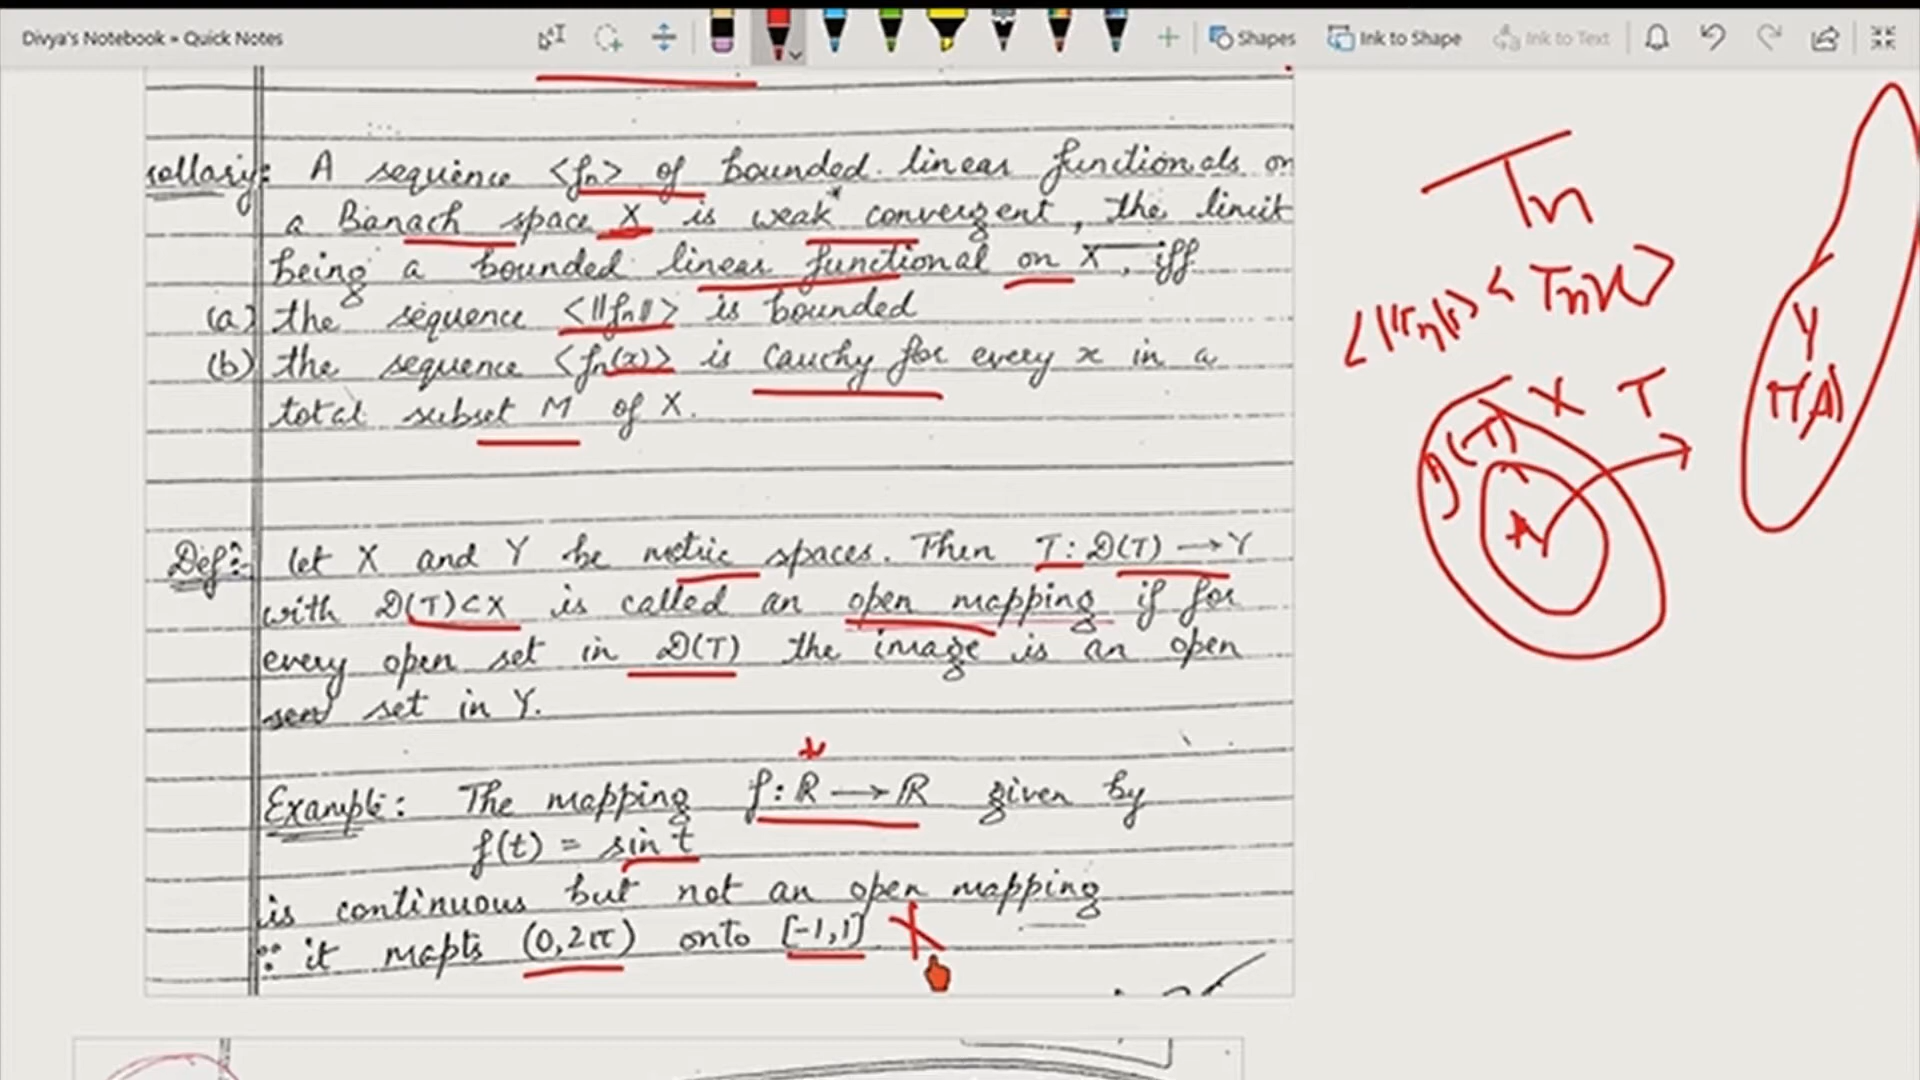 Divya's Notebook » Quick Notes
Shapes
Ink to Shape
Ink to Text
ollary: A sequence <fn> of bounded linear functionals on
a Banach space X is weak* convergent, the limit
being a bounded linear functional on X, iff
(a) the sequence <||fn||> is bounded
(b) the sequence <fn(x)> is Cauchy for every x in a
total subset M of X.
Def^n:- Let X and Y be metric spaces. Then T: D(T) → Y
with D(T) ⊂ X is called an open mapping if for
every open set in D(T) the image is an open
set in Y.
Example: The mapping f: R → R given by
f(t) = sin t
is continuous but not an open mapping
∵ it mapts (0, 2π) onto [-1, 1] X
Tn
<||Tn||> <Tnx>
X T
D(T)
A
Y
T(A)